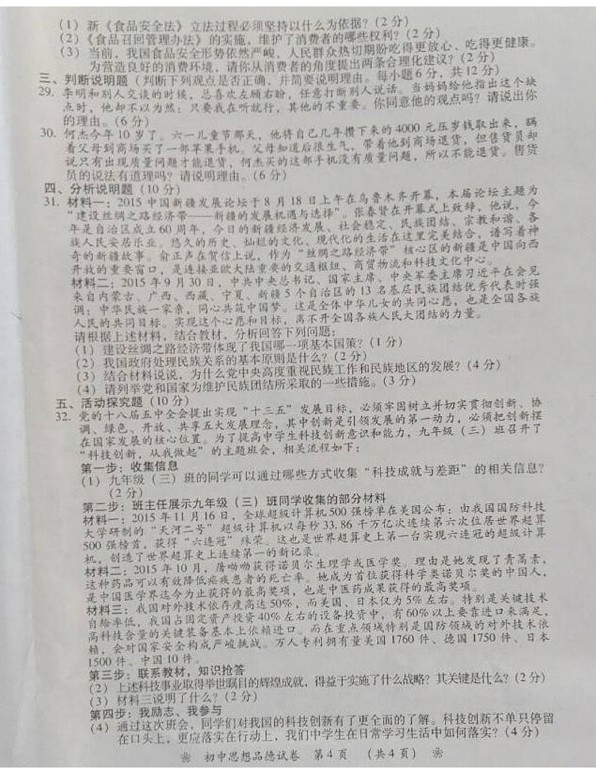 (1) 新《食品安全法》立法过程必须坚持以什么为依据?(2分)
(2)《食品召回管理办法》的实施,维护了消费者的哪些权利?(2分)
(3) 当前,我国食品安全形势依然严峻,人民群众热切期盼吃得更放心、吃得更健康。
为营造良好的消费环境,请你从消费者的角度提出两条合理化建议?(2分)
三、判断说明题(判断下列观点是否正确,并简要说明理由。每小题6分,共12分)
29. 李明和别人交谈的时候,总喜欢左顾右盼,任意打断别人说话。当妈妈给他指出这个缺
点时,他却不以为然:只要我在听就行,其他的不重要。你同意他的观点吗?请说出你
的理由。(6分)
30. 何杰今年10岁了。六一儿童节那天,他将自己几年攒下来的4000元压岁钱取出来,瞒
着父母到商场买了一部苹果手机。父母知道后很生气,带着他到商场退货,但售货员却
说只有出现质量问题才能退货,何杰买的这部手机没有质量问题,所以不能退货。售货
员的说法有道理吗?请说明理由。(6分)
四、分析说明题(10分)
31. 材料一:2015中国新疆发展论坛于8月18日上午在乌鲁木齐开幕,本届论坛主题为
“建设丝绸之路经济带——新疆的发展机遇与选择”。张春贤在开幕式上致辞,他说,今
年是自治区成立60周年,今日的新疆经济发展、社会稳定、民族团结、宗教和谐、各
族人民安居乐业。悠久的历史、灿烂的文化、现代化的生活在这里完美结合,谱写着神
奇的新疆故事。俞正声在贺信上说,作为“丝绸之路经济带”核心区的新疆是中国向西
开放的重要窗口,是连接亚欧大陆重要的交通枢纽、商贸物流和科技文化中心。
材料二:2015年9月30日,中共中央总书记、国家主席、中央军委主席习近平在会见
来自内蒙古、广西、西藏、宁夏、新疆5个自治区的13名基层民族团结优秀代表时强
调:中华民族一家亲,同心共筑中国梦。这是全体中华儿女的共同心愿,也是全国各族
人民的共同目标。实现这个心愿和目标,离不开全国各族人民大团结的力量。
请根据上述材料,结合教材,分析回答下列问题:
(1) 建设丝绸之路经济带体现了我国哪一项基本国策?(1分)
(2) 我国政府处理民族关系的基本原则是什么?(2分)
(3) 结合材料说说,为什么党中央高度重视民族工作和民族地区的发展?(4分)
(4) 请列举党和国家为维护民族团结所采取的一些措施。(3分)
五、活动探究题(10分)
32. 党的十八届五中全会提出实现“十三五”发展目标,必须牢固树立并切实贯彻创新、协
调、绿色、开放、共享五大发展理念,其中创新是引领发展的第一动力,必须把创新摆
在国家发展的核心位置。为了提高中学生科技创新意识和能力,九年级(三)班召开了
“科技创新,从我做起”的主题班会,相关流程如下:
第一步:收集信息
(1) 九年级(三)班的同学可以通过哪些方式收集“科技成就与差距”的相关信息?
(2分)
第二步:班主任展示九年级(三)班同学收集的部分材料
材料一:2015年11月16日,全球超级计算机500强榜单在美国公布:由我国国防科技
大学研制的“天河二号”超级计算机以每秒33.86千万亿次连续第六次位居世界超算
500强榜首,获得“六连冠”殊荣。这也是世界超算史上第一台实现六连冠的超级计算
机,创造了世界超算史上连续第一的新记录。
材料二:2015年10月,屠呦呦获得诺贝尔生理学或医学奖。理由是她发现了青蒿素,
这种药品可以有效降低疟疾患者的死亡率。她成为首位获得科学类诺贝尔奖的中国人,
是中国医学界迄今为止获得的最高奖项,也是中医药成果获得的最高奖项。
材料三:我国对外技术依存度高达50%,而美国、日本仅为5%左右。特别是关键技术
自给率低,我国占固定资产投资40%左右的设备投资中,有60%以上要靠进口来满足,
高科技含量的关键装备基本上依赖进口。而在重点领域特别是国防领域的对外技术依
赖,会对国家安全构成严峻挑战。万人专利拥有量美国1760件、德国1750件、日本
1500件、中国10件。
第三步:联系教材,知识抢答
(2) 上述科技事业取得举世瞩目的辉煌成就,得益于实施了什么战略?其关键是什么?(2分)
(3) 材料三说明了什么?(2分)
第四步:我励志、我参与
(4) 通过这次班会,同学们对我国的科技创新有了更全面的了解。科技创新不单只停留
在口头上,更应落实在行动上,我们中学生在日常学习生活中如何落实?(4分)
※ 初中思想品德试卷 第4页 (共4页) ※